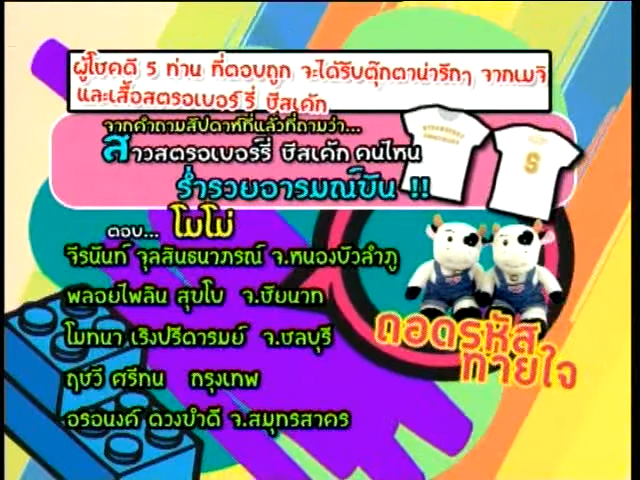 ผู้โชคดี 5 ท่าน ที่ตอบถูก จะได้รับตุ๊กตาน่ารักๆ จากเมจิ
และเสื้อสตรอเบอร์รี่ ชีสเค้ก
จากคำถามสัปดาห์ที่แล้วที่ถามว่า...
สาวสตรอเบอร์รี่ ชีสเค้ก คนไหน
ร่ำรวยอารมณ์ขัน !!
ตอบ... โมโม่
จีรนันท์ จุลสินธนาภรณ์ จ.หนองบัวลำภู
พลอยไพลิน สุขโบ จ.ชัยนาท
โมทนา เริงปรีดารมย์ จ.ชลบุรี
ฤชวี ศรีทน กรุงเทพ
อรอนงค์ ดวงขำดี จ.สมุทรสาคร
S
ถอดรหัส
ทายใจ